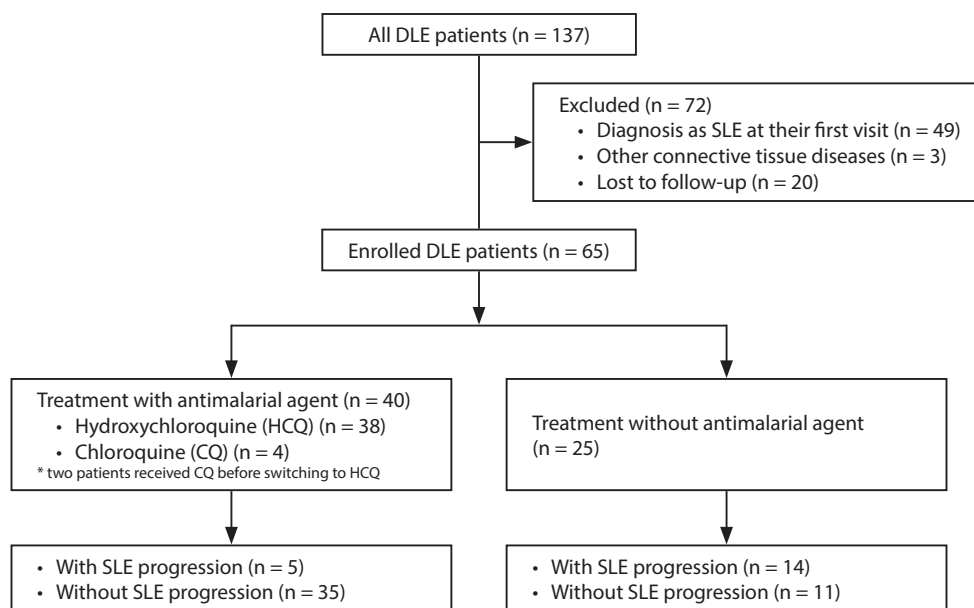 All DLE patients (n = 137)
Excluded (n = 72)
• Diagnosis as SLE at their first visit (n = 49)
• Other connective tissue diseases (n = 3)
• Lost to follow-up (n = 20)
Enrolled DLE patients (n = 65)
Treatment with antimalarial agent (n = 40)
• Hydroxychloroquine (HCQ) (n = 38)
• Chloroquine (CQ) (n = 4)
* two patients received CQ before switching to HCQ
Treatment without antimalarial agent
(n = 25)
• With SLE progression (n = 5)
• Without SLE progression (n = 35)
• With SLE progression (n = 14)
• Without SLE progression (n = 11)